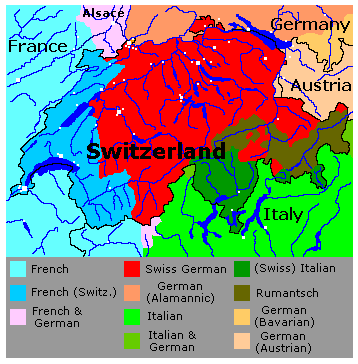 Alsace
Germany
France
Austria
Switzerland
Italy
French
Swiss German
(Swiss) Italian
French (Switz.)
German
(Alamannic)
Rumantsch
French &
German
Italian
German
(Bavarian)
Italian &
German
German
(Austrian)